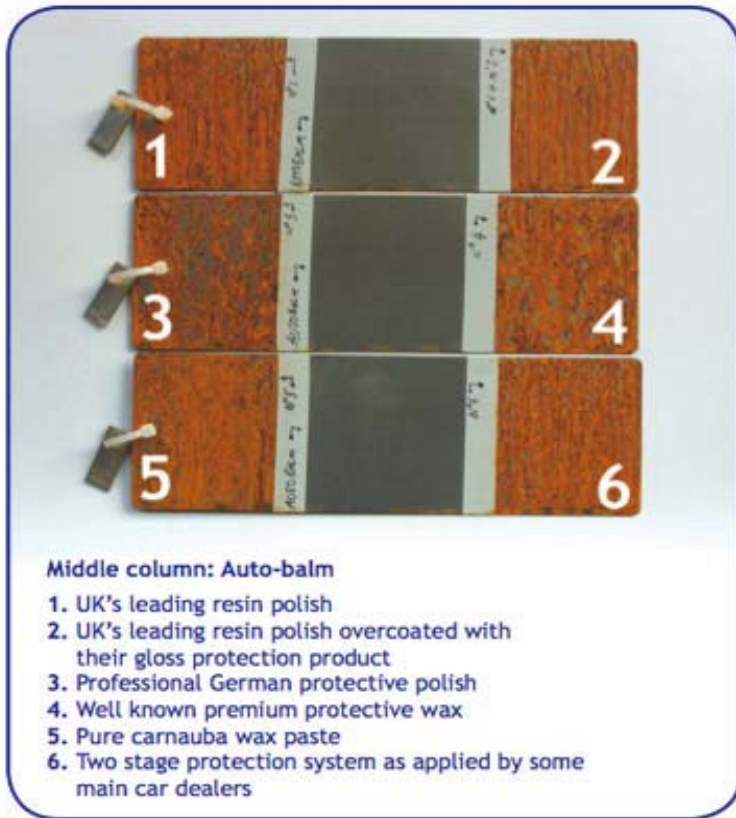 1
2
3
4
5
6
Middle column: Auto-balm
1. UK's leading resin polish
2. UK's leading resin polish overcoated with
their gloss protection product
3. Professional German protective polish
4. Well known premium protective wax
5. Pure carnauba wax paste
6. Two stage protection system as applied by some
main car dealers